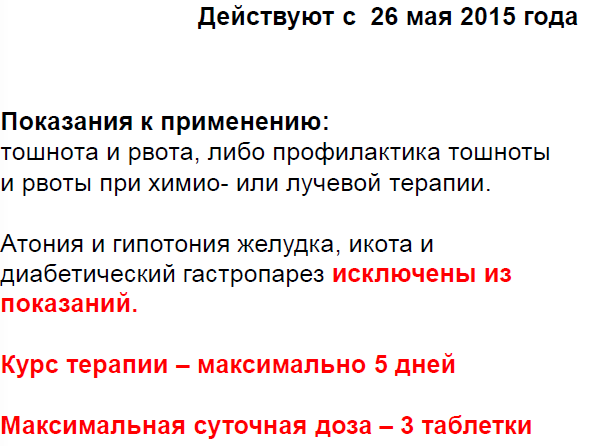 Действуют с  26 мая 2015 года
Показания к применению:
тошнота и рвота, либо профилактика тошноты
и рвоты при химио- или лучевой терапии.
Атония и гипотония желудка, икота и
диабетический гастропарез исключены из
показаний.
Курс терапии – максимально 5 дней
Максимальная суточная доза – 3 таблетки